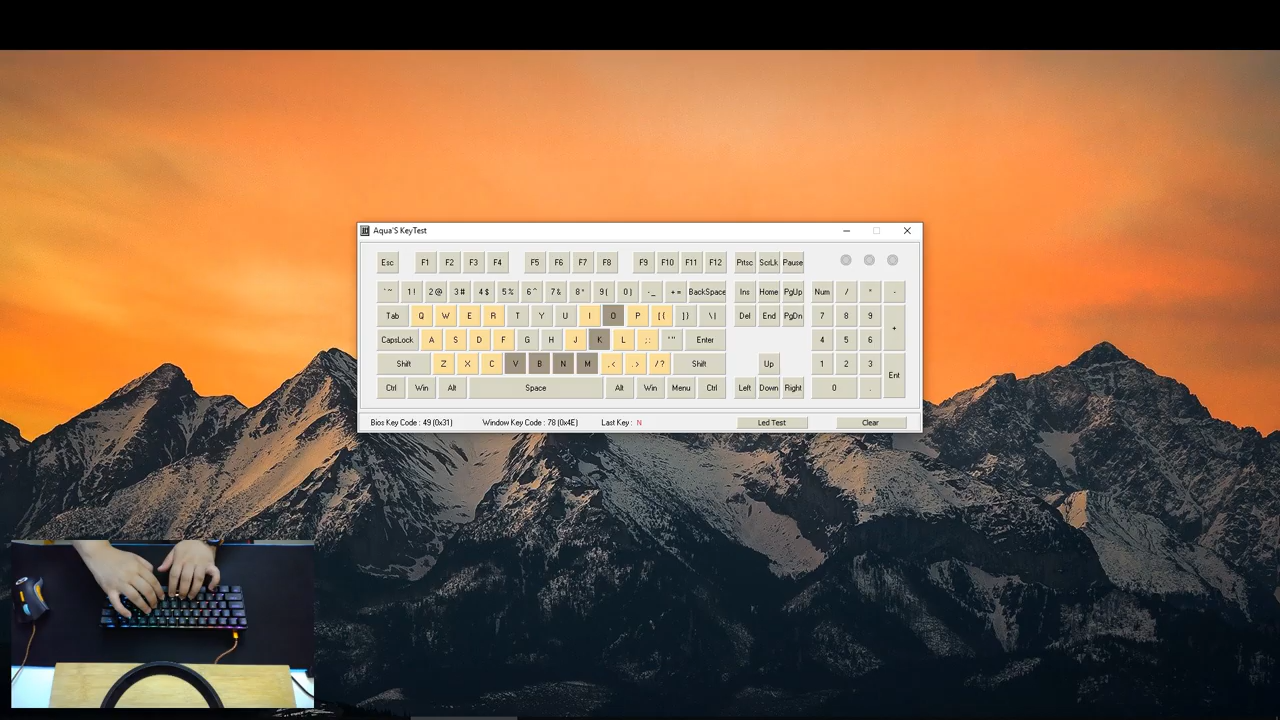 Aqua'S KeyTest
Esc F1 F2 F3 F4 F5 F6 F7 F8 F9 F10 F11 F12 Prtsc ScrLk Pause
` ~ 1 ! 2 @ 3 # 4 $ 5 % 6 ^ 7 & 8 * 9 ( 0 ) - _ + = BackSpace Ins Home PgUp Num / * -
Tab Q W E R T Y U I O P [ { ] } \ | Del End PgDn 7 8 9 +
CapsLock A S D F G H J K L ; : ' " Enter 4 5 6
Shift Z X C V B N M , < . > / ? Shift Up 1 2 3 Ent
Ctrl Win Alt Space Alt Win Menu Ctrl Left Down Right 0 .
Bios Key Code : 49 (0x31) Window Key Code : 78 (0x4E) Last Key : N Led Test Clear